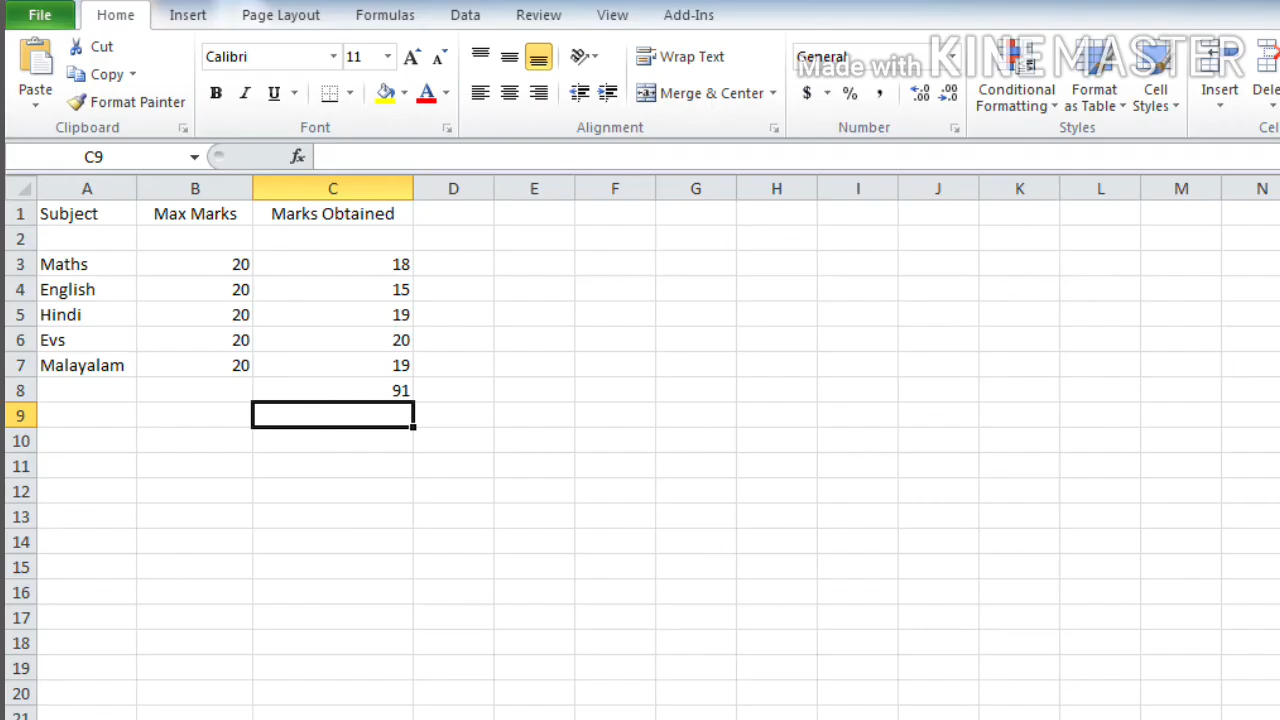 File Home Insert Page Layout Formulas Data Review View Add-Ins
Cut
Copy
Format Painter
Paste
Clipboard
Calibri 11
B I U A
Font
Wrap Text
Merge & Center
Alignment
General
$ % , .00 .0
Number
Conditional Formatting
Format as Table
Cell Styles
Styles
Insert
Dele
Cel
Made with KINEMASTER
C9 fx
A B C D E F G H I J K L M N
1 Subject Max Marks Marks Obtained
2
3 Maths 20 18
4 English 20 15
5 Hindi 20 19
6 Evs 20 20
7 Malayalam 20 19
8 91
9
10
11
12
13
14
15
16
17
18
19
20
21